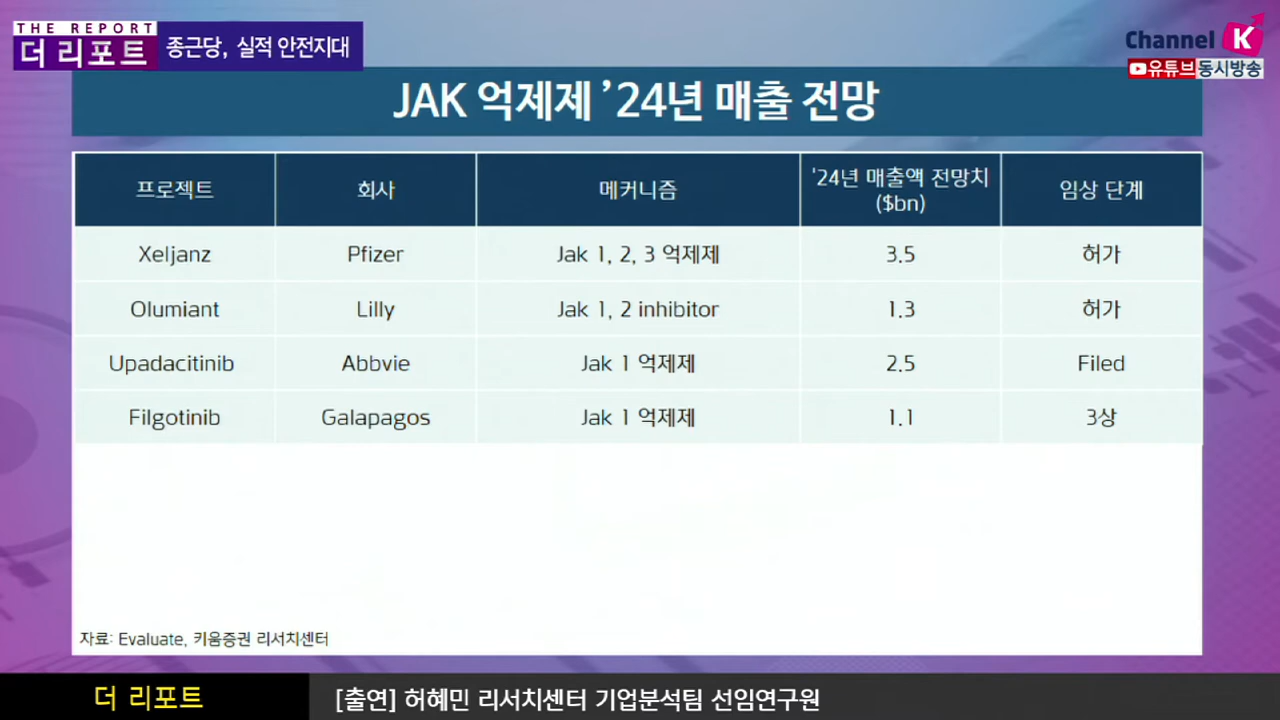 THE REPORT
더 리포트
종근당, 실적 안전지대
Channel K
유튜브 동시방송
JAK 억제제 ’24년 매출 전망
프로젝트 회사 메커니즘 ‘24년 매출액 전망치 ($bn) 임상 단계
Xeljanz Pfizer Jak 1, 2, 3 억제제 3.5 허가
Olumiant Lilly Jak 1, 2 inhibitor 1.3 허가
Upadacitinib Abbvie Jak 1 억제제 2.5 Filed
Filgotinib Galapagos Jak 1 억제제 1.1 3상
자료: Evaluate, 키움증권 리서치센터
더 리포트
[출연] 허혜민 리서치센터 기업분석팀 선임연구원